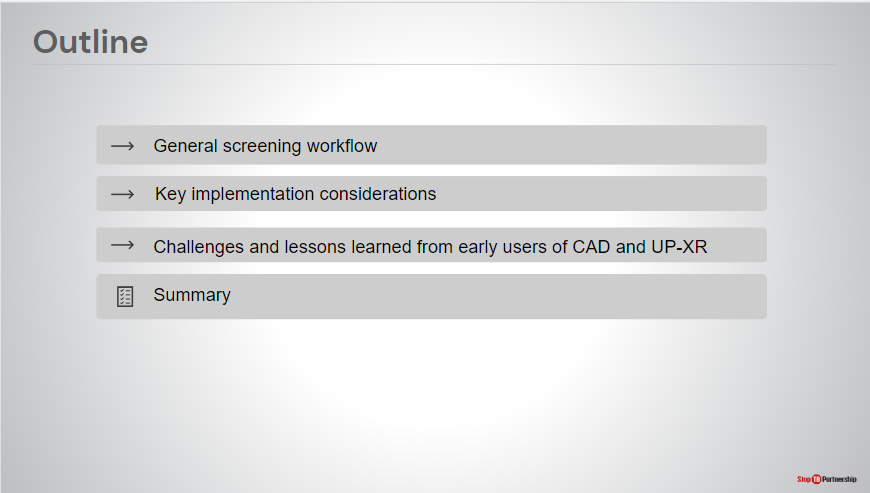 Outline
General screening workflow
Key implementation considerations
Challenges and lessons learned from early users of CAD and UP-XR
Summary
Stop TB Partnership